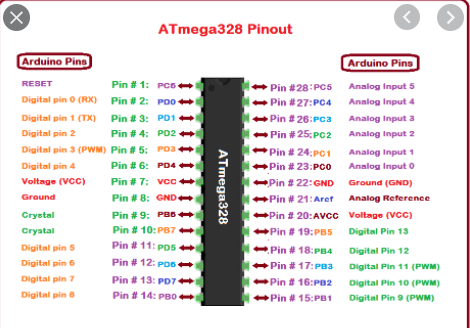 ATmega328 Pinout
Arduino Pins
Arduino Pins
RESET Pin # 1: PC6
Digital pin 0 (RX) Pin # 2: PD0
Digital pin 1 (TX) Pin # 3: PD1
Digital pin 2 Pin # 4: PD2
Digital pin 3 (PWM) Pin # 5: PD3
Digital pin 4 Pin # 6: PD4
Voltage (VCC) Pin # 7: VCC
Ground Pin # 8: GND
Crystal Pin # 9: PB6
Crystal Pin # 10: PB7
Digital pin 5 Pin # 11: PD5
Digital pin 6 Pin # 12: PD6
Digital pin 7 Pin # 13: PD7
Digital pin 8 Pin # 14: PB0
ATmega328
Pin #28: PC5 Analog Input 5
Pin #27: PC4 Analog Input 4
Pin #26: PC3 Analog Input 3
Pin #25: PC2 Analog Input 2
Pin #24: PC1 Analog Input 1
Pin #23: PC0 Analog Input 0
Pin #22: GND Ground (GND)
Pin #21: Aref Analog Reference
Pin #20: AVCC Voltage (VCC)
Pin #19: PB5 Digital Pin 13
Pin #18: PB4 Digital Pin 12
Pin #17: PB3 Digital Pin 11 (PWM)
Pin #16: PB2 Digital Pin 10 (PWM)
Pin #15: PB1 Digital Pin 9 (PWM)